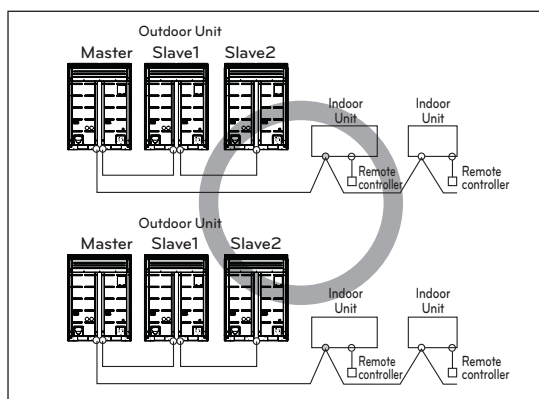 Outdoor Unit
Master Slave1 Slave2
Indoor Unit
Indoor Unit
Remote controller
Remote controller
Outdoor Unit
Master Slave1 Slave2
Indoor Unit
Indoor Unit
Remote controller
Remote controller